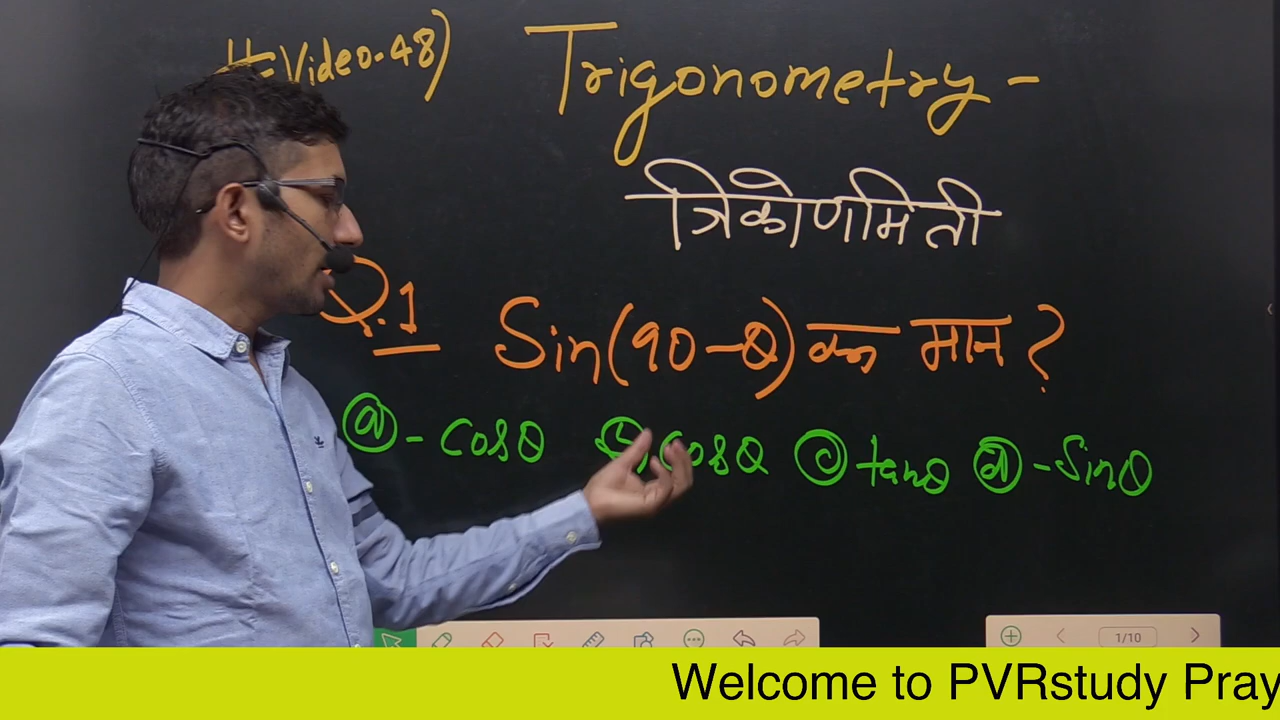 Video-48)
Trigonometry -
त्रिकोणमिती
Q.1 Sin(90-θ) का मान ?
ⓐ - Cosθ ⓑ Cosθ ⓒ tanθ ⓓ - Sinθ
1/10
Welcome to PVRstudy Pray